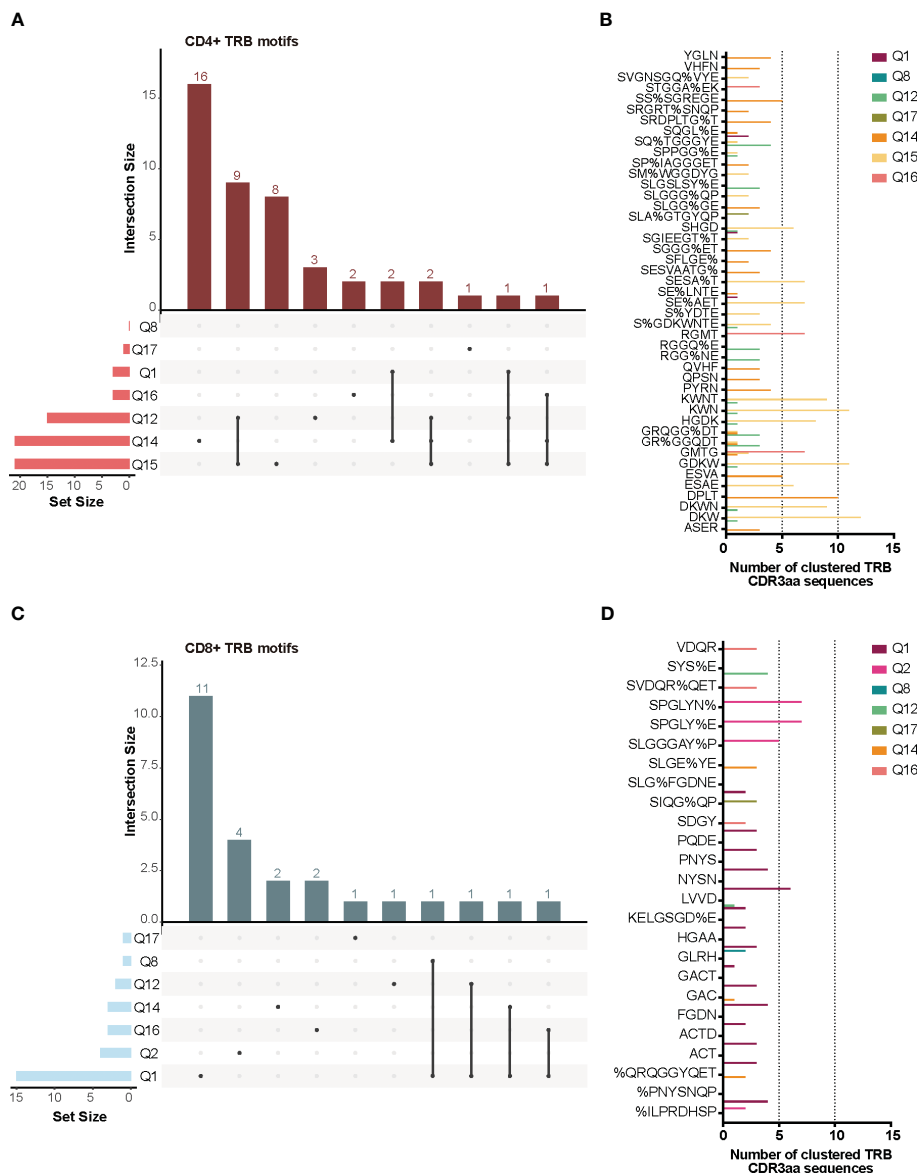 A
CD4+ TRB motifs
Intersection Size
15
10
5
0
16
9
8
3
2
2
2
1
1
1
Q8
Q17
Q1
Q16
Q12
Q14
Q15
20 15 10 5 0
Set Size
B
YGLN
VHFN
SVGNSGQ%VYE
STGGA%EK
SS%SGREGE
SRGRT%SNQP
SRDPLTG%T
SQGL%E
SQ%TGGGYE
SPPGG%E
SP%IAGGGET
SM%WGGDYG
SLGSLSY%E
SLGGG%QP
SLGG%GE
SLA%GTGYQP
SHGD
SGIEEGT%T
SGGG%ET
SFLGE%
SESVAATG%
SESA%T
SE%LNTE
SE%AET
S%YDTE
S%GDKWNTE
RGMT
RGGQ%E
RGG%NE
QVHF
QPSN
PYRN
KWNT
KWN
HGDK
GRQGG%DT
GR%GGQDT
GMTG
GDKW
ESVA
ESAE
DPLT
DKWN
DKW
ASER
0 5 10 15
Number of clustered TRB
CDR3aa sequences
Q1
Q8
Q12
Q17
Q14
Q15
Q16
C
CD8+ TRB motifs
Intersection Size
12.5
10.0
7.5
5.0
2.5
0.0
11
4
2
2
1
1
1
1
1
1
Q17
Q8
Q12
Q14
Q16
Q2
Q1
15 10 5 0
Set Size
D
VDQR
SYS%E
SVDQR%QET
SPGLYN%
SPGLY%E
SLGGGAY%P
SLGE%YE
SLG%FGDNE
SIQG%QP
SDGY
PQDE
PNYS
NYSN
LVVD
KELGSGD%E
HGAA
GLRH
GACT
GAC
FGDN
ACTD
ACT
%QRQGGYQET
%PNYSNQP
%ILPRDHSP
0 5 10 15
Number of clustered TRB
CDR3aa sequences
Q1
Q2
Q8
Q12
Q17
Q14
Q16